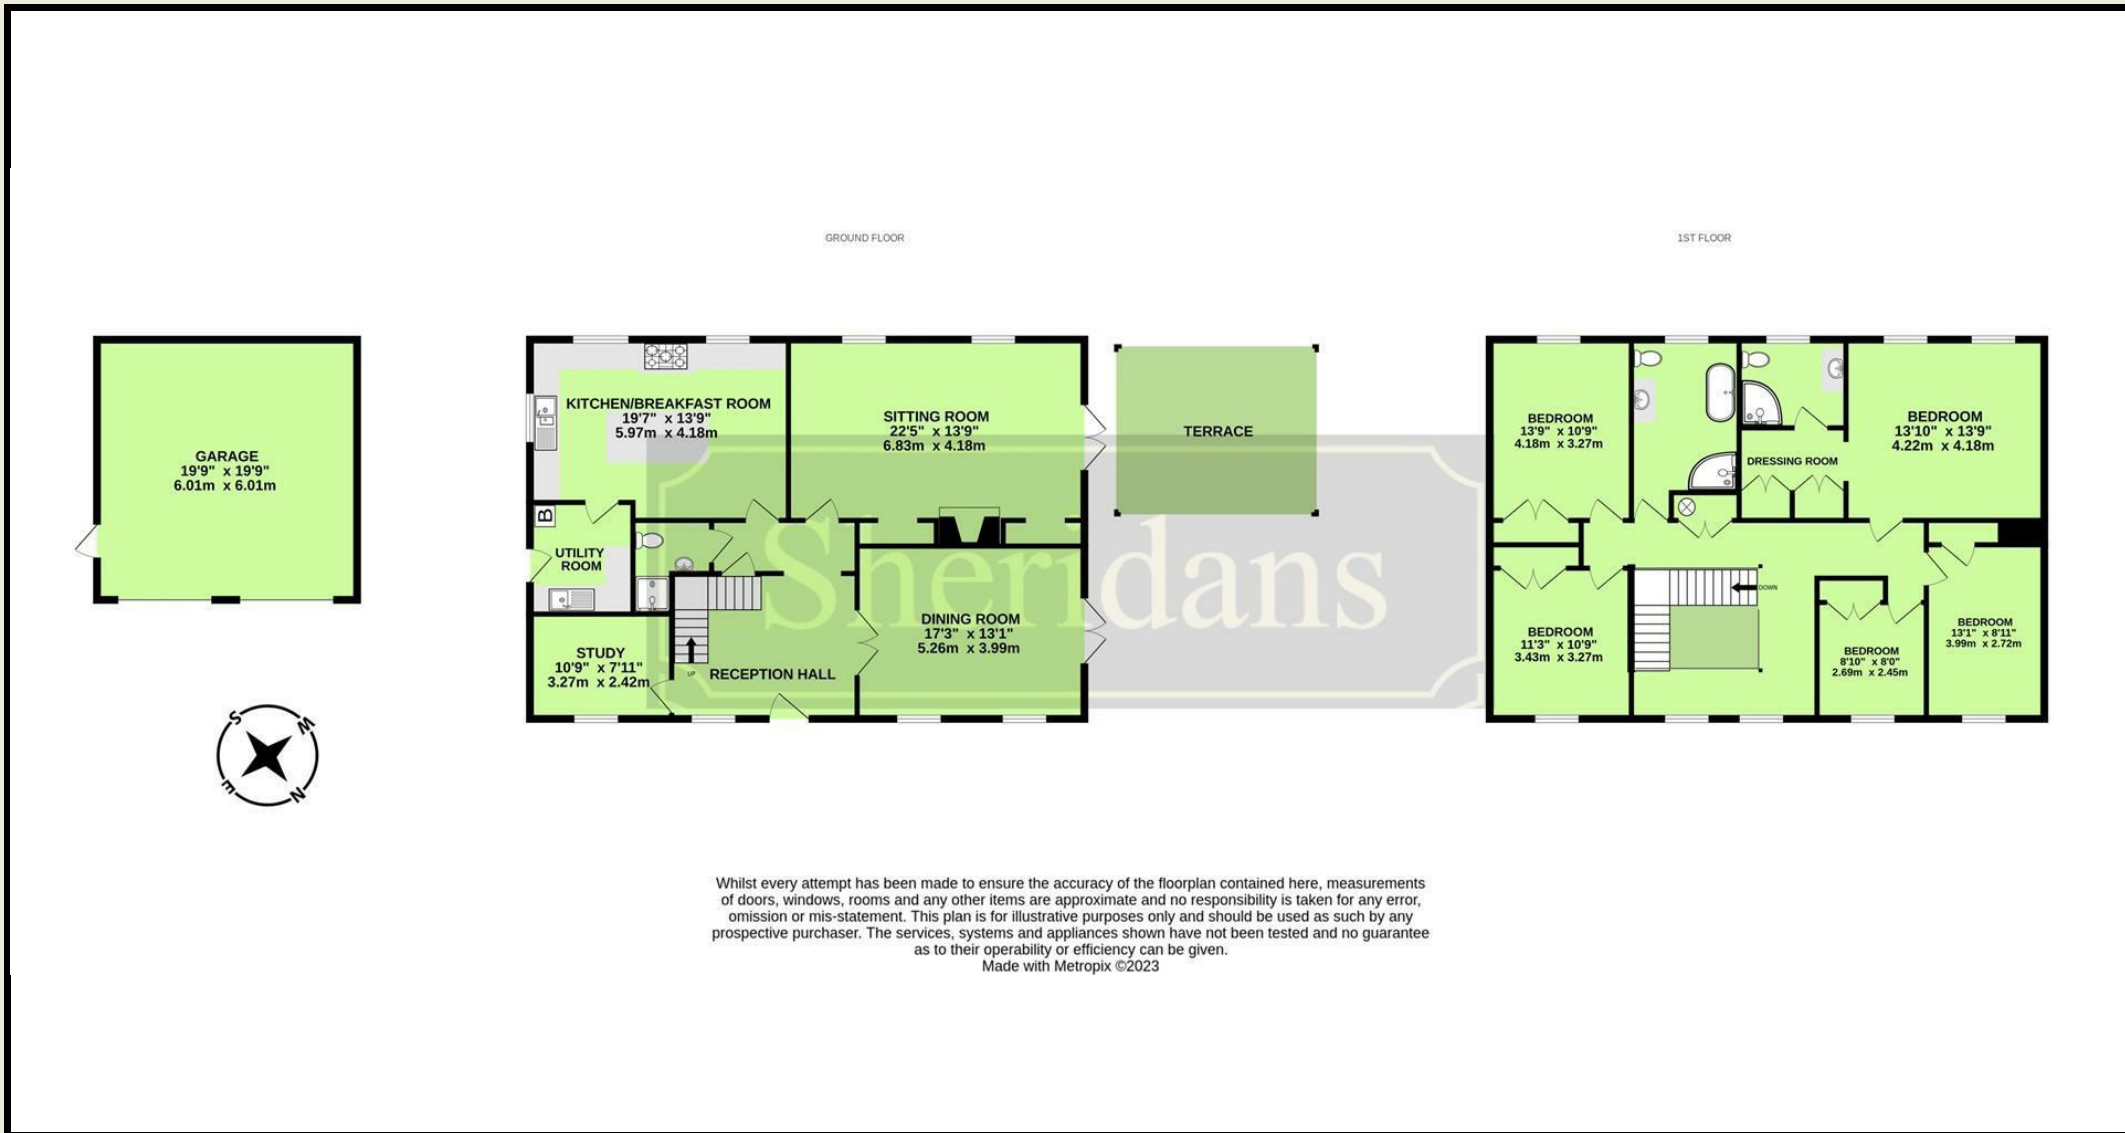 GROUND FLOOR
1ST FLOOR
GARAGE
19'9" x 19'9"
6.01m x 6.01m
KITCHEN/BREAKFAST ROOM
19'7" x 13'9"
5.97m x 4.18m
SITTING ROOM
22'5" x 13'9"
6.83m x 4.18m
TERRACE
B
UTILITY
ROOM
STUDY
10'9" x 7'11"
3.27m x 2.42m
UP
RECEPTION HALL
DINING ROOM
17'3" x 13'1"
5.26m x 3.99m
Sheridans
BEDROOM
13'9" x 10'9"
4.18m x 3.27m
DRESSING ROOM
BEDROOM
13'10" x 13'9"
4.22m x 4.18m
DOWN
BEDROOM
11'3" x 10'9"
3.43m x 3.27m
BEDROOM
8'10" x 8'0"
2.69m x 2.45m
BEDROOM
13'1" x 8'11"
3.99m x 2.72m
S
W
E
N
Whilst every attempt has been made to ensure the accuracy of the floorplan contained here, measurements
of doors, windows, rooms and any other items are approximate and no responsibility is taken for any error,
omission or mis-statement. This plan is for illustrative purposes only and should be used as such by any
prospective purchaser. The services, systems and appliances shown have not been tested and no guarantee
as to their operability or efficiency can be given.
Made with Metropix ©2023